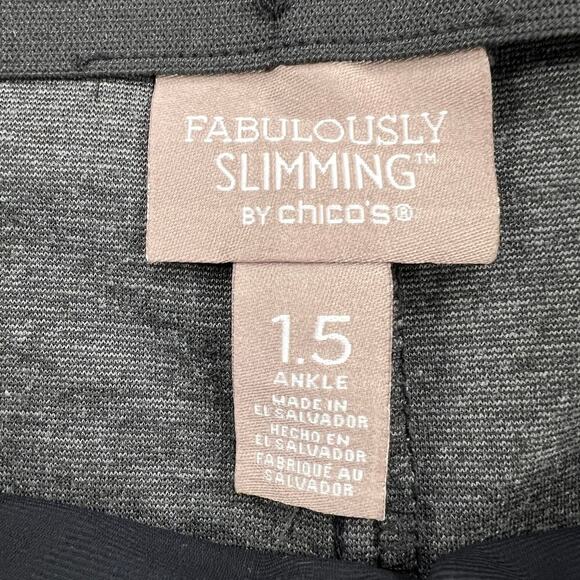 FABULOUSLY
SLIMMING™
BY chico's®
1.5
ANKLE
MADE IN
EL SALVADOR
HECHO EN
EL SALVADOR
FABRIQUÉ AU
SALVADOR